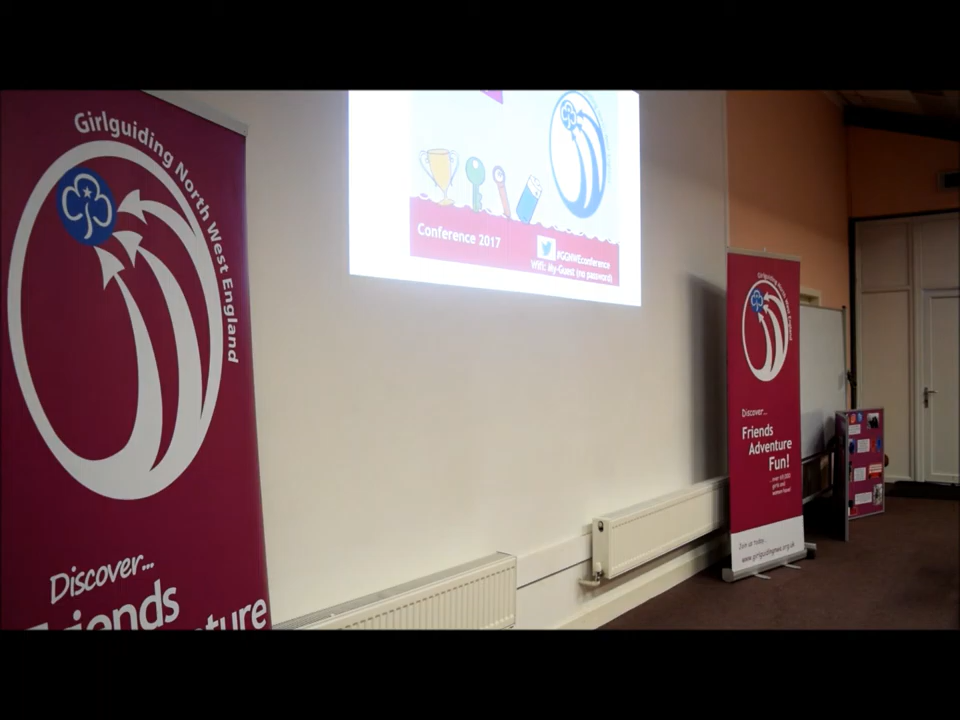 Girlguiding North West England
Discover...
Friends
Adventure
Conference 2017
#GGNWEconference
Wifi: My-Guest (no password)
Girlguiding North West England
Discover...
Friends
Adventure
Fun!
Join us today...
www.girlguidingnwe.org.uk